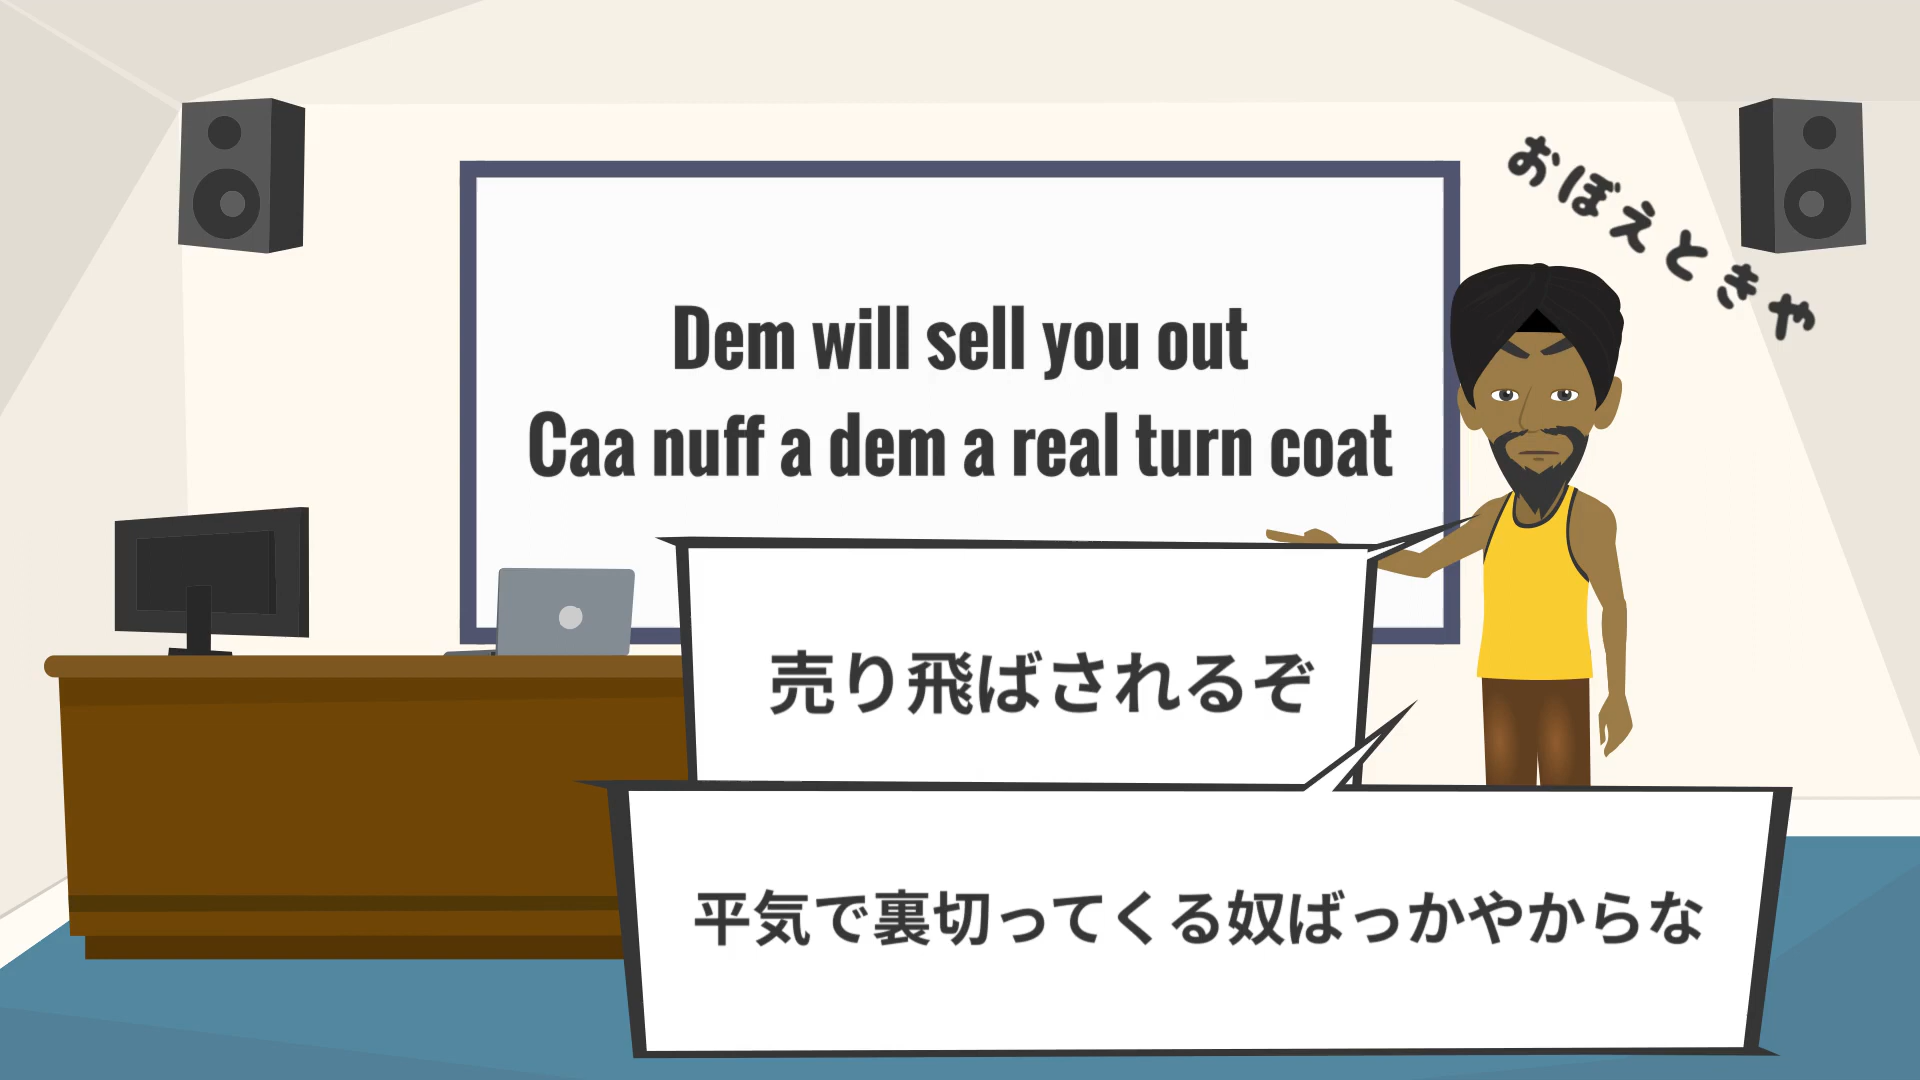 おぼえときや
Dem will sell you out
Caa nuff a dem a real turn coat
売り飛ばされるぞ
平気で裏切ってくる奴ばっかやからな